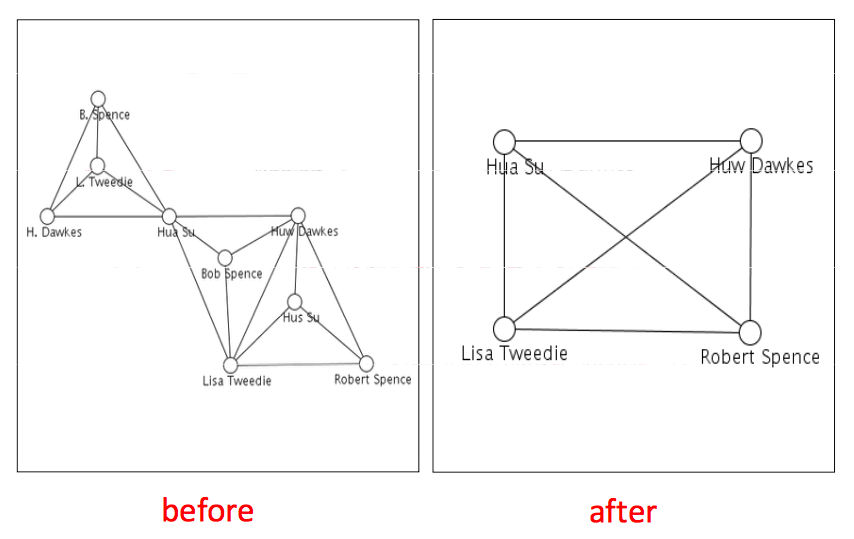 B. Spence
L. Tweedie
H. Dawkes
Hua Su
Huw Dawkes
Bob Spence
Hus Su
Lisa Tweedie
Robert Spence
before
Hua Su
Huw Dawkes
Lisa Tweedie
Robert Spence
after